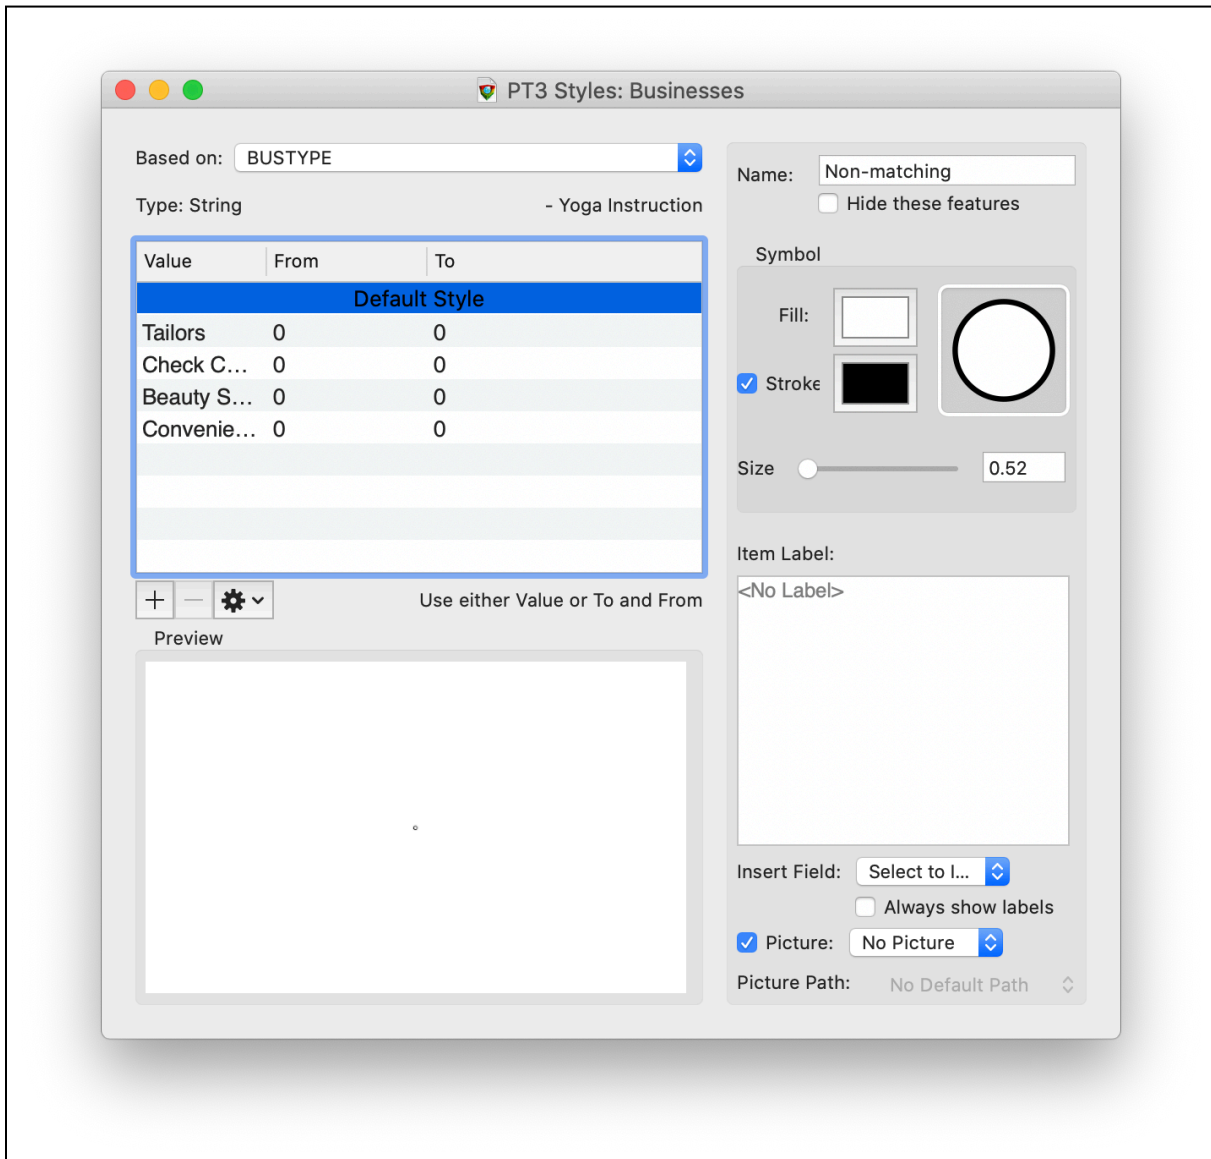 PT3 Styles: Businesses
Based on: BUSTYPE
Type: String - Yoga Instruction
Value From To
Default Style
Tailors 0 0
Check C... 0 0
Beauty S... 0 0
Convenie... 0 0
Use either Value or To and From
Preview
Name: Non-matching
Hide these features
Symbol
Fill:
Stroke
Size 0.52
Item Label:
<No Label>
Insert Field: Select to I...
Always show labels
Picture: No Picture
Picture Path: No Default Path